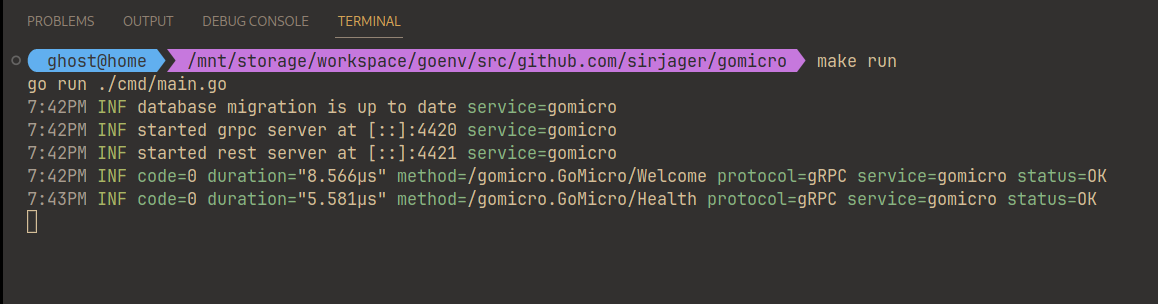 PROBLEMS OUTPUT DEBUG CONSOLE TERMINAL
ghost@home /mnt/storage/workspace/goenv/src/github.com/sirjager/gomicro make run
go run ./cmd/main.go
7:42PM INF database migration is up to date service=gomicro
7:42PM INF started grpc server at [::]:4420 service=gomicro
7:42PM INF started rest server at [::]:4421 service=gomicro
7:42PM INF code=0 duration="8.566µs" method=/gomicro.GoMicro/Welcome protocol=gRPC service=gomicro status=OK
7:43PM INF code=0 duration="5.581µs" method=/gomicro.GoMicro/Health protocol=gRPC service=gomicro status=OK